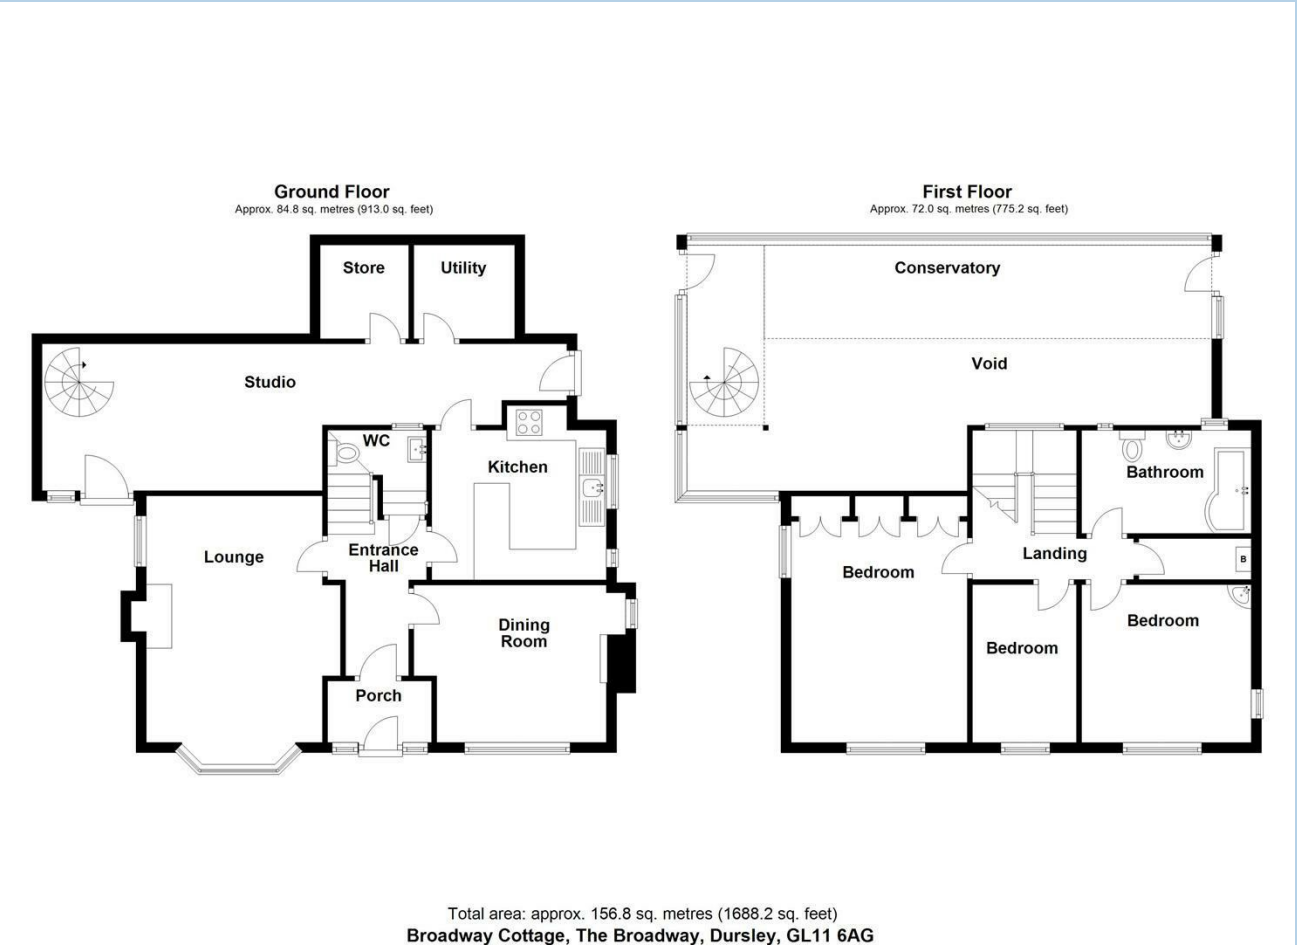 Ground Floor
Approx. 84.8 sq. metres (913.0 sq. feet)
Store
Utility
Studio
WC
Kitchen
Lounge
Entrance
Hall
Dining
Room
Porch
First Floor
Approx. 72.0 sq. metres (775.2 sq. feet)
Conservatory
Void
Bathroom
Landing
B
Bedroom
Bedroom
Bedroom
Total area: approx. 156.8 sq. metres (1688.2 sq. feet)
Broadway Cottage, The Broadway, Dursley, GL11 6AG